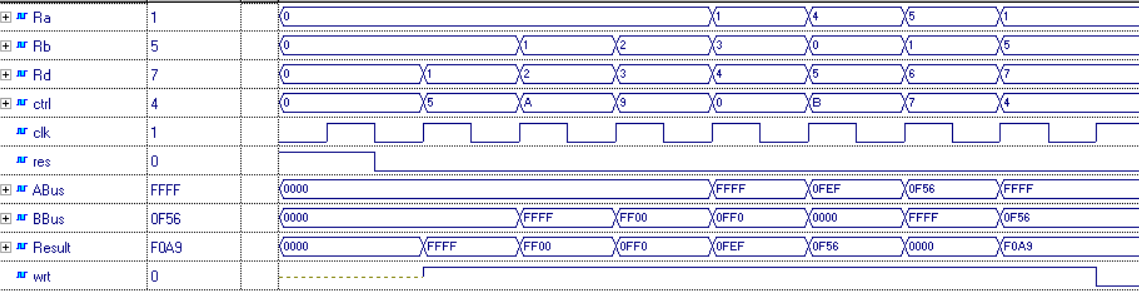 Ra 1 0 1 4 5 1
Rb 5 0 1 2 3 0 1 5
Rd 7 0 1 2 3 4 5 6 7
ctrl 4 0 5 A 9 0 B 7 4
clk 1
res 0
ABus FFFF 0000 FFFF 0FEF 0F56 FFFF
BBus 0F56 0000 FFFF FF00 0FF0 0000 FFFF 0F56
Result F0A9 0000 FFFF FF00 0FF0 0FEF 0F56 0000 F0A9
wrt 0